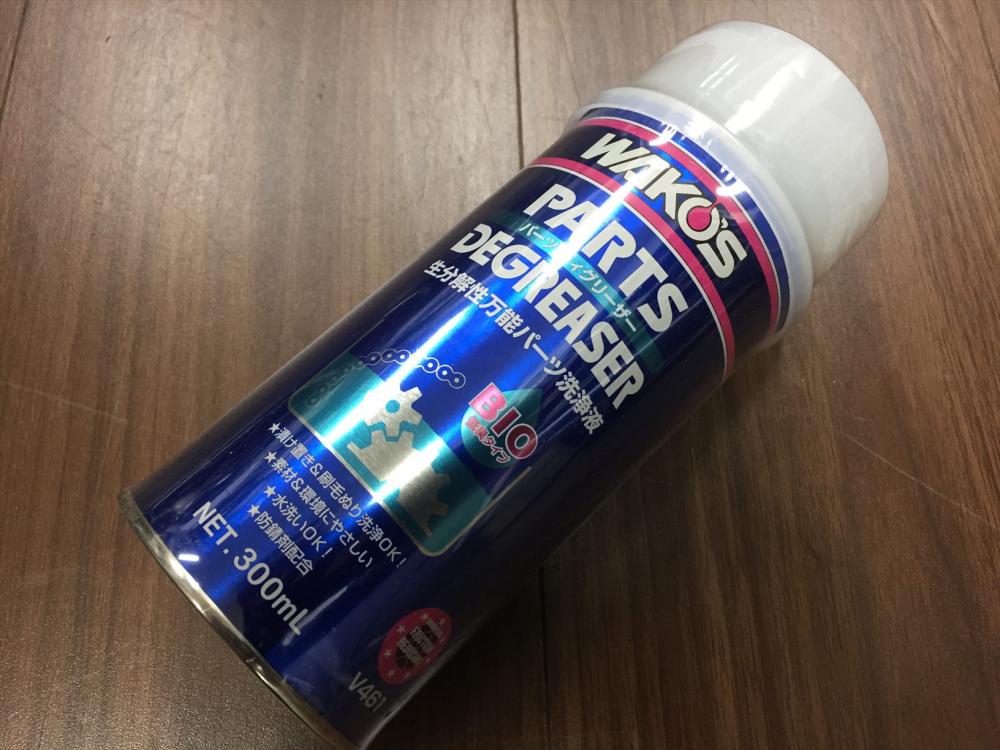 WAKO'S
PARTS
パーツディグリーザー
DEGREASER
生分解性万能パーツ洗浄液
BIO
タイプ
★漬け置き&刷毛ぬり洗浄OK!
★素材&環境にやさしい
★水洗いOK!
★防錆剤配合
NET. 300mL
V461